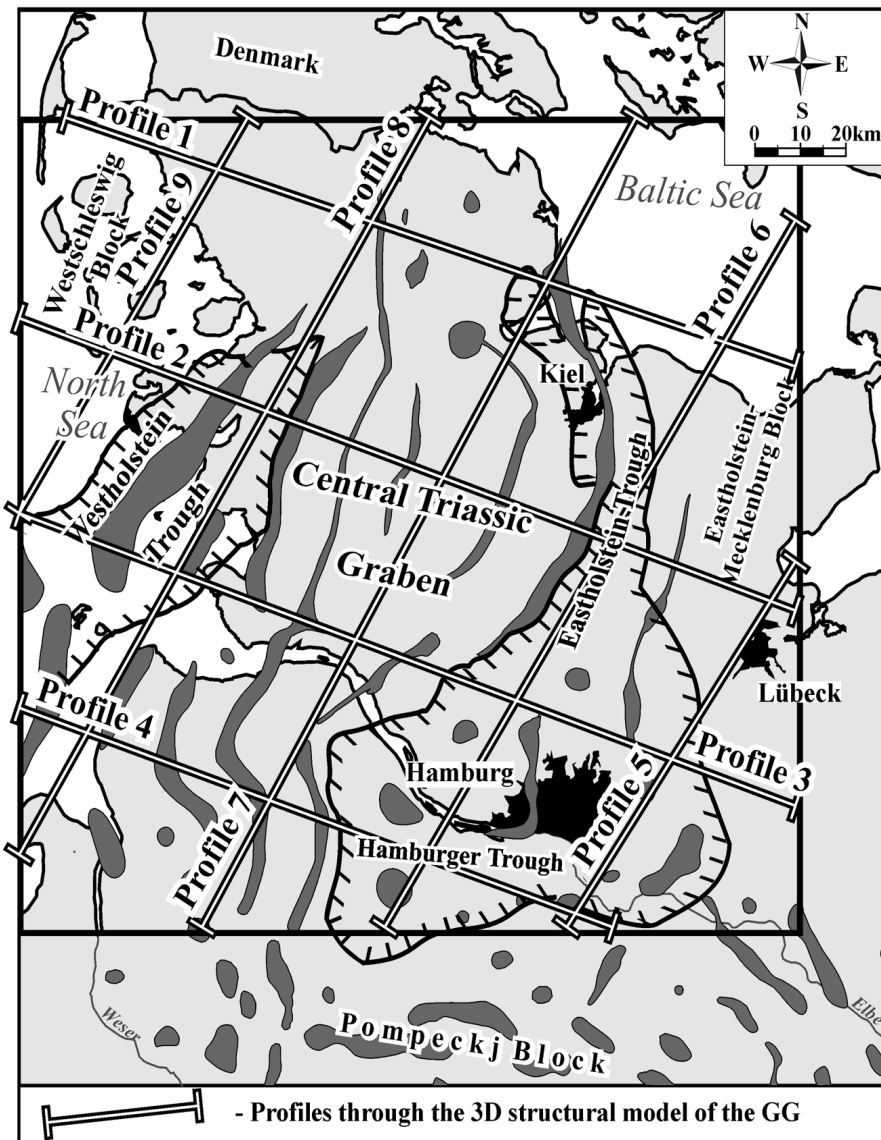 Denmark
N
W E
S
0 10 20km
Profile 1
Profile 8
Baltic Sea
Profile 9
Westschleswig
Block
Profile 6
Profile 2
North
Sea
Kiel
Westholstein
Trough
Central Triassic
Graben
Eastholstein-Trough
Eastholstein-
Mecklenburg Block
Lübeck
Profile 4
Profile 3
Hamburg
Profile 5
Profile 7
Hamburger Trough
Weser
Elbe
Pompeckj Block
- Profiles through the 3D structural model of the GG